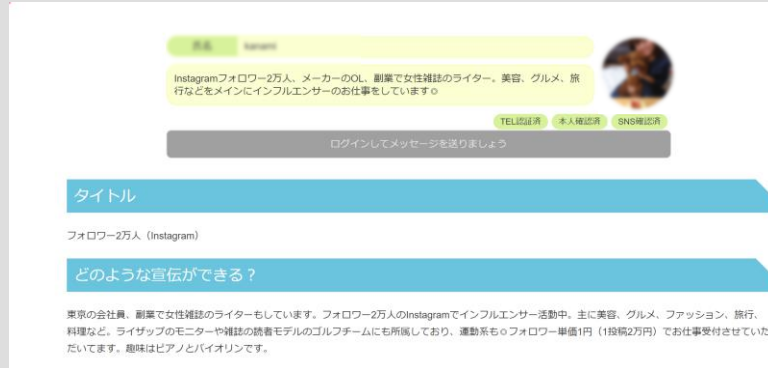 氏名 kanami
Instagramフォロワー2万人、メーカーのOL、副業で女性雑誌のライター。美容、グルメ、旅
行などをメインにインフルエンサーのお仕事をしています☺
TEL認証済 本人確認済 SNS確認済
ログインしてメッセージを送りましょう
タイトル
フォロワー2万人（Instagram）
どのような宣伝ができる？
東京の会社員、副業で女性雑誌のライターもしています。フォロワー2万人のInstagramでインフルエンサー活動中。主に美容、グルメ、ファッション、旅行、
料理など。ライザップのモニターや雑誌の読者モデルのゴルフチームにも所属しており、運動系も☺フォロワー単価1円（1投稿2万円）でお仕事受付させていた
だいてます。趣味はピアノとバイオリンです。